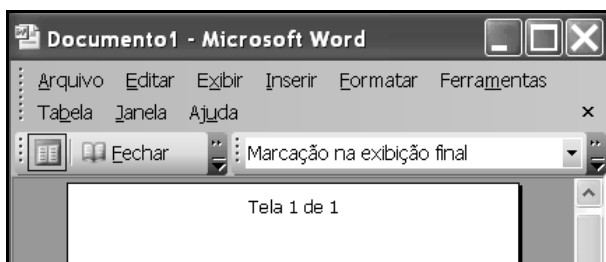 Documento1 - Microsoft Word
Arquivo Editar Exibir Inserir Formatar Ferramentas
Tabela Janela Ajuda
Fechar Marcação na exibição final
Tela 1 de 1